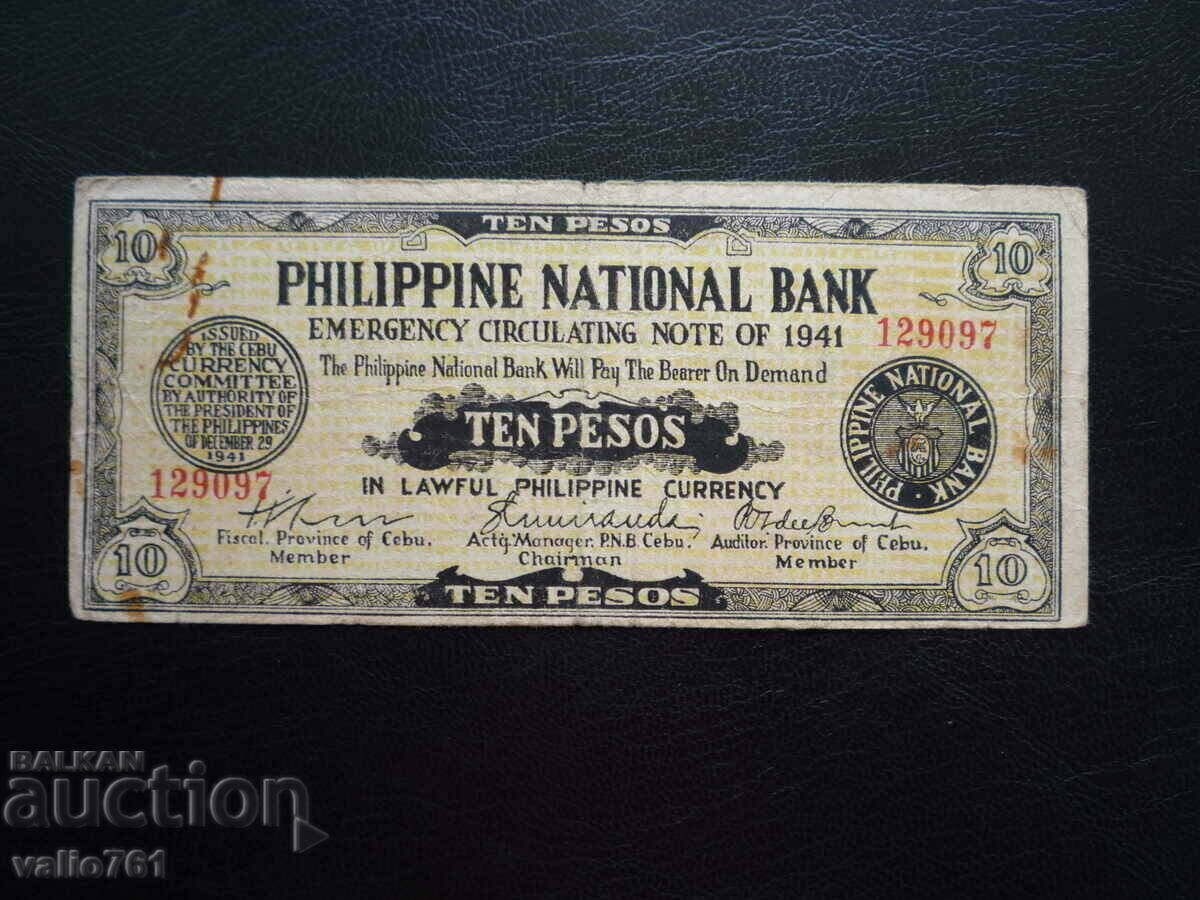 TEN PESOS
10
10
PHILIPPINE NATIONAL BANK
EMERGENCY CIRCULATING NOTE OF 1941
129097
The Philippine National Bank Will Pay The Bearer On Demand
ISSUED
BY THE CEBU
CURRENCY
COMMITTEE
BY AUTHORITY OF
THE PRESIDENT OF
THE PHILIPPINES
OF DECEMBER 29
1941
TEN PESOS
PHILIPPINE NATIONAL BANK
129097
IN LAWFUL PHILIPPINE CURRENCY
Fiscal. Province of Cebu.
Member
Actg. Manager. P.N.B. Cebu.
Chairman
Auditor. Province of Cebu.
Member
10
10
TEN PESOS
BALKAN
auction
valio761